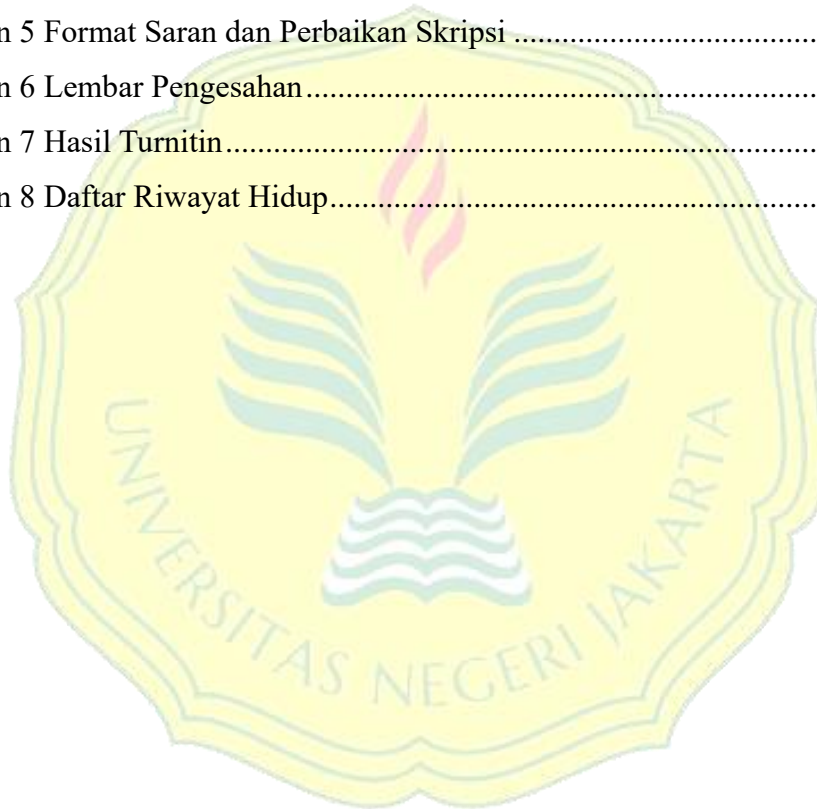 n 5 Format Saran dan Perbaikan Skripsi ....................................
n 6 Lembar Pengesahan..............................................................
n 7 Hasil Turnitin........................................................................
n 8 Daftar Riwayat Hidup...........................................................
UNIVERSITAS NEGERI JAKARTA